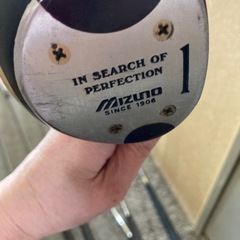 IN SEARCH OF
PERFECTION
1
MIZUNO
SINCE 1906